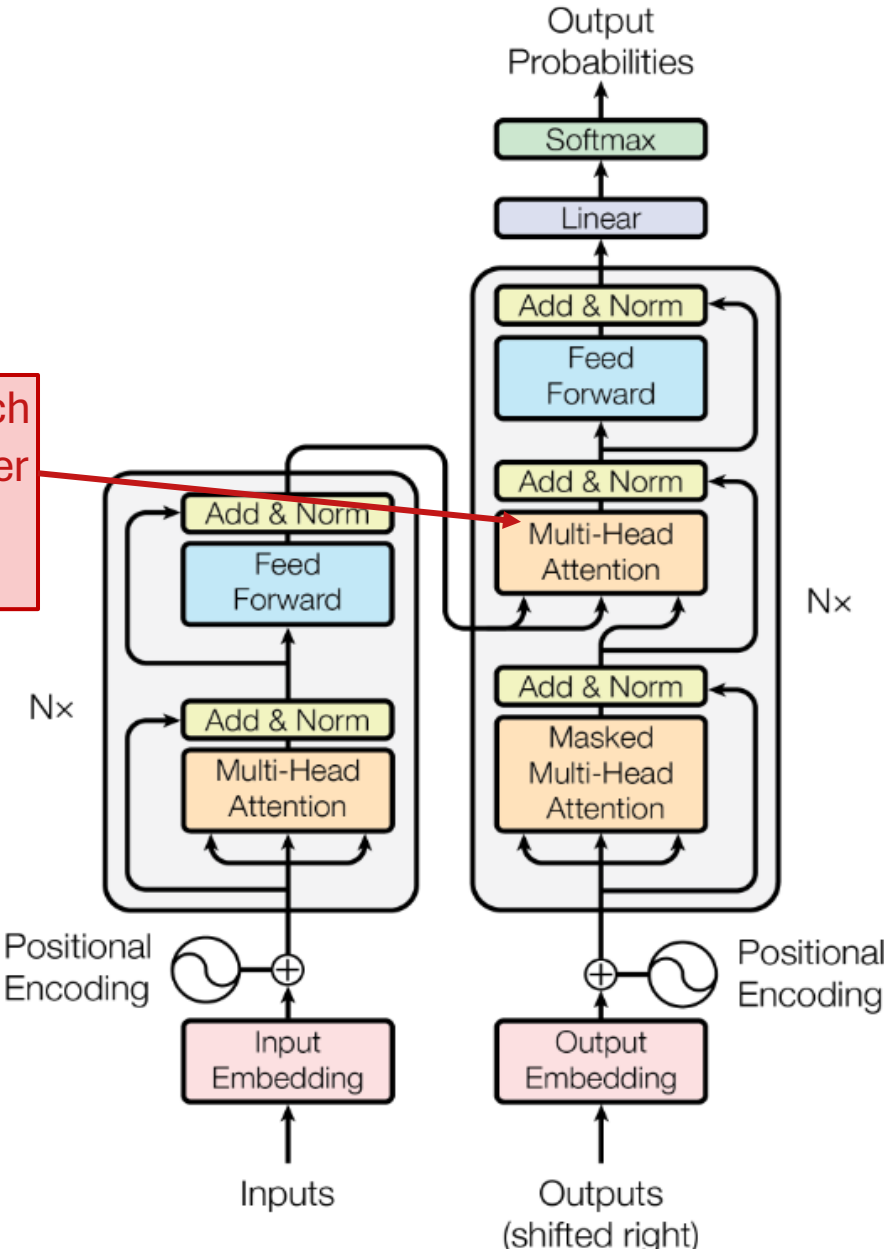 Output
Probabilities
Softmax
Linear
Add & Norm
Feed
Forward
Add & Norm
Multi-Head
Attention
Nx
Add & Norm
Masked
Multi-Head
Attention
ch
er
Add & Norm
Feed
Forward
Nx
Add & Norm
Multi-Head
Attention
Positional
Encoding
Positional
Encoding
Input
Embedding
Output
Embedding
Inputs
Outputs
(shifted right)